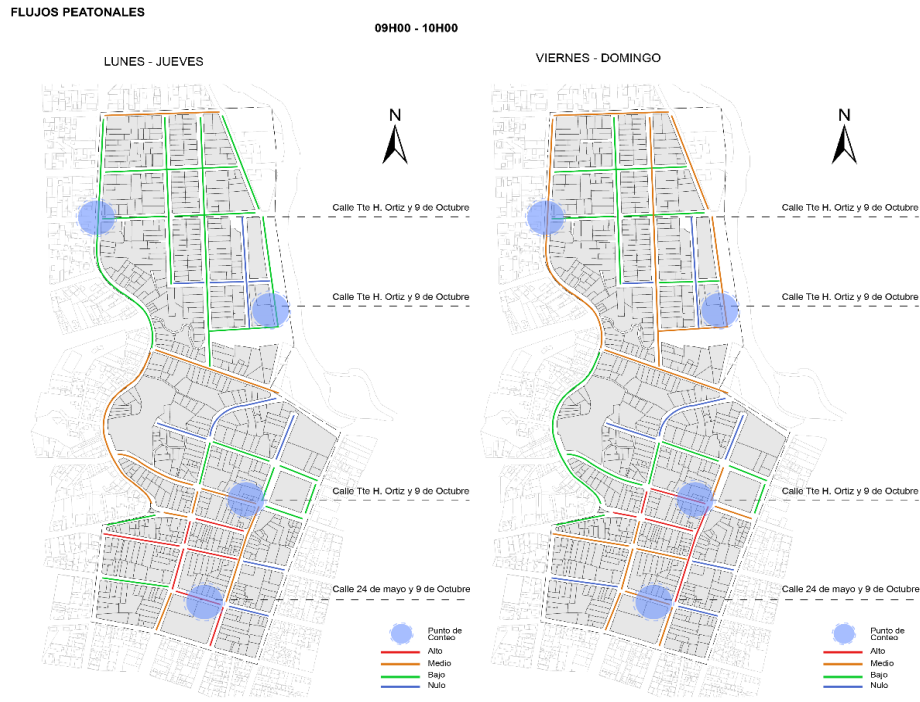 FLUJOS PEATONALES
09H00 - 10H00
LUNES - JUEVES
VIERNES - DOMINGO
N
N
Calle Tte H. Ortiz y 9 de Octubre
Calle Tte H. Ortiz y 9 de Octubre
Calle Tte H. Ortiz y 9 de Octubre
Calle Tte H. Ortiz y 9 de Octubre
Calle Tte H. Ortiz y 9 de Octubre
Calle Tte H. Ortiz y 9 de Octubre
Calle 24 de mayo y 9 de Octubre
Calle 24 de mayo y 9 de Octubre
Punto de
Conteo
Alto
Medio
Bajo
Nulo
Punto de
Conteo
Alto
Medio
Bajo
Nulo